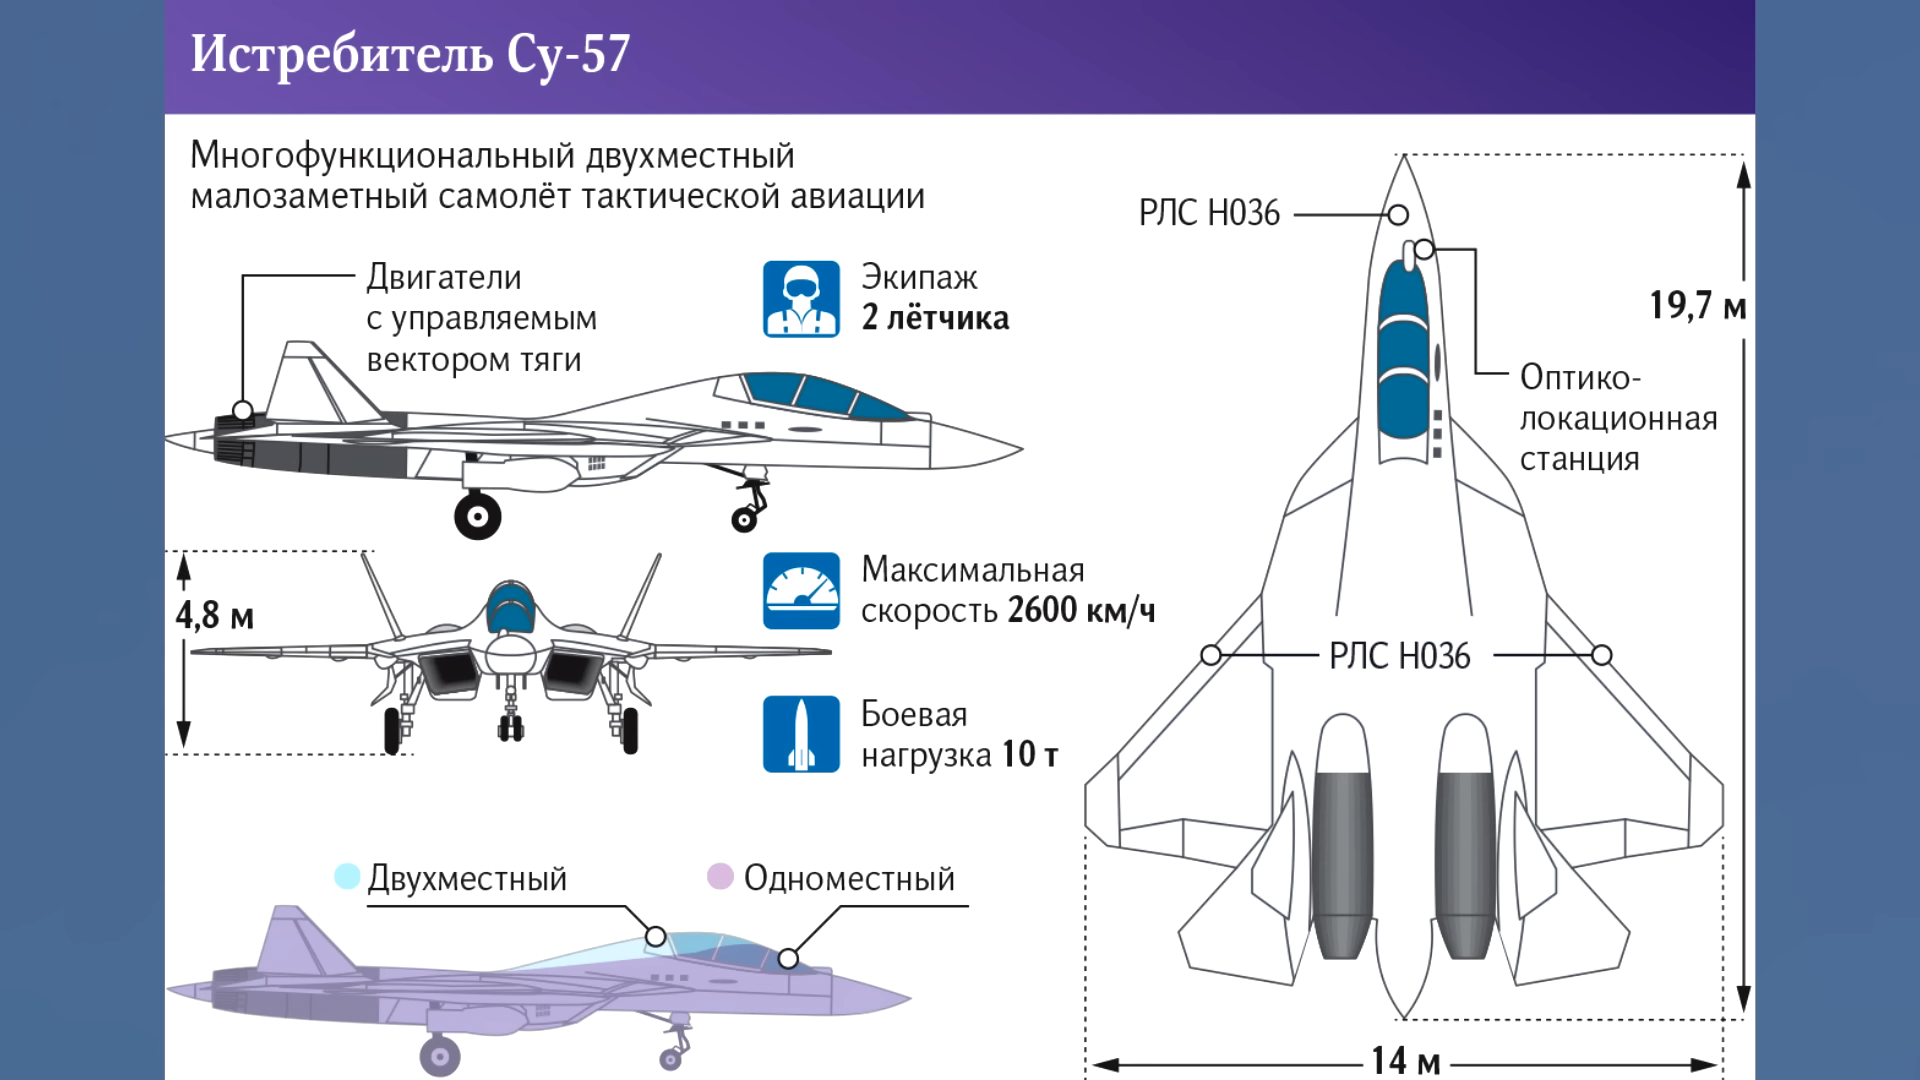 Истребитель Су-57
Многофункциональный двухместный
малозаметный самолёт тактической авиации
Двигатели
с управляемым
вектором тяги
Экипаж
2 лётчика
РЛС Н036
19,7 м
Оптико-
локационная
станция
4,8 м
Максимальная
скорость 2600 км/ч
РЛС Н036
Боевая
нагрузка 10 т
Двухместный
Одноместный
14 м